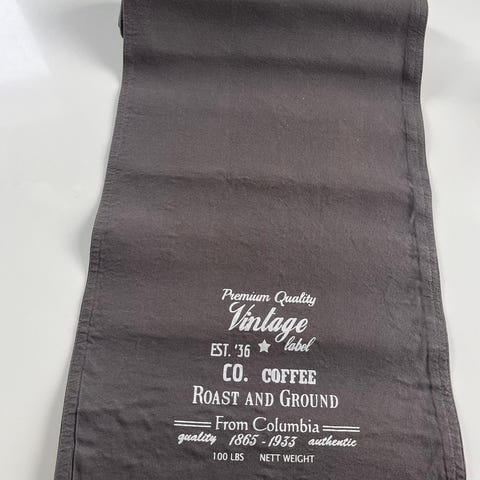 Premium Quality
Vintage
label
EST. '36 ★
CO. COFFEE
ROAST AND GROUND
From Columbia
quality 1865-1933 authentic
100 LBS NETT WEIGHT